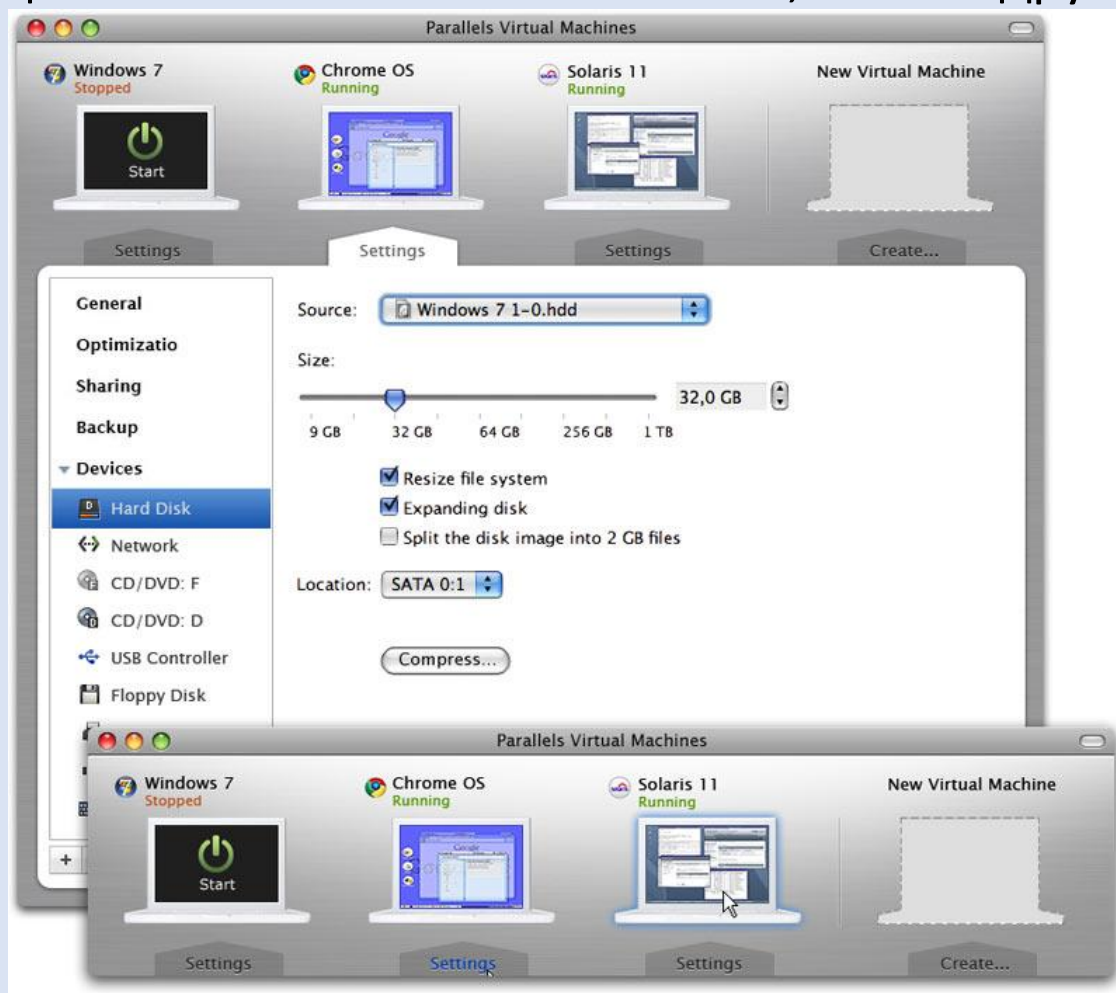 Parallels Virtual Machines
Windows 7
Stopped
Chrome OS
Running
Solaris 11
Running
New Virtual Machine
Start
Google
Settings
Settings
Settings
Create...
General
Optimizatio
Sharing
Backup
Devices
Hard Disk
Network
CD/DVD: F
CD/DVD: D
USB Controller
Floppy Disk
Source: Windows 7 1-0.hdd
Size:
32,0 GB
9 GB 32 GB 64 GB 256 GB 1 TB
Resize file system
Expanding disk
Split the disk image into 2 GB files
Location: SATA 0:1
Compress...
+
Parallels Virtual Machines
Windows 7
Stopped
Chrome OS
Running
Solaris 11
Running
New Virtual Machine
Start
Google
Settings
Settings
Settings
Create...